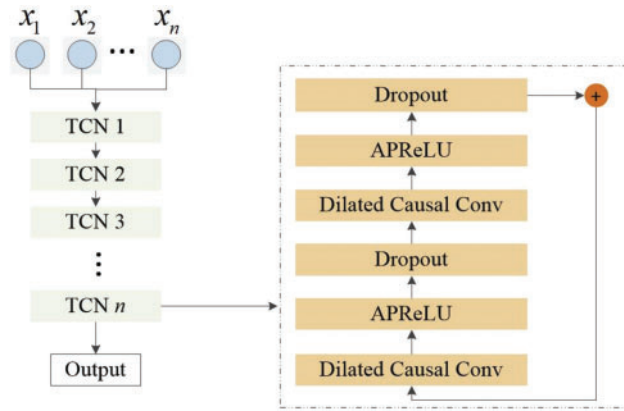 x₁ x₂ ••• xₙ
TCN 1
TCN 2
TCN 3
⋮
TCN n
Output
Dropout
+
APReLU
Dilated Causal Conv
Dropout
APReLU
Dilated Causal Conv